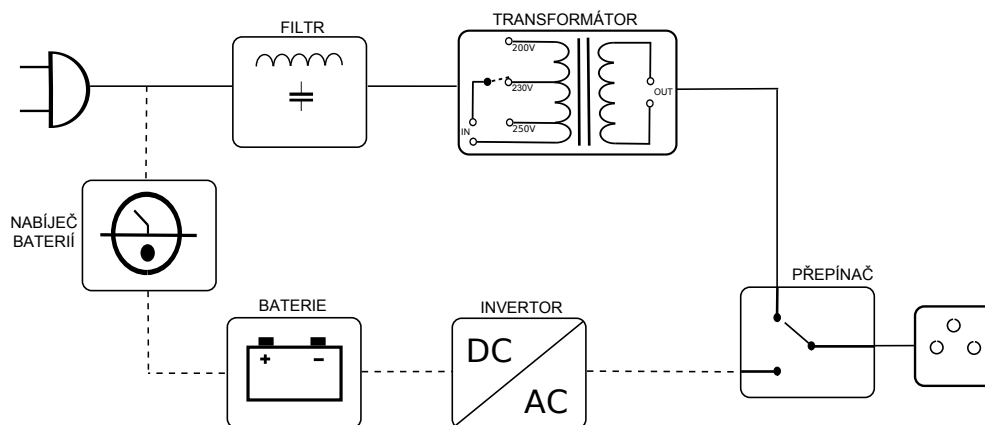 FILTR
TRANSFORMÁTOR
200V
230V
OUT
IN
250V
NABÍJEČ
BATERIÍ
PŘEPÍNAČ
BATERIE
INVERTOR
+ −
DC
AC